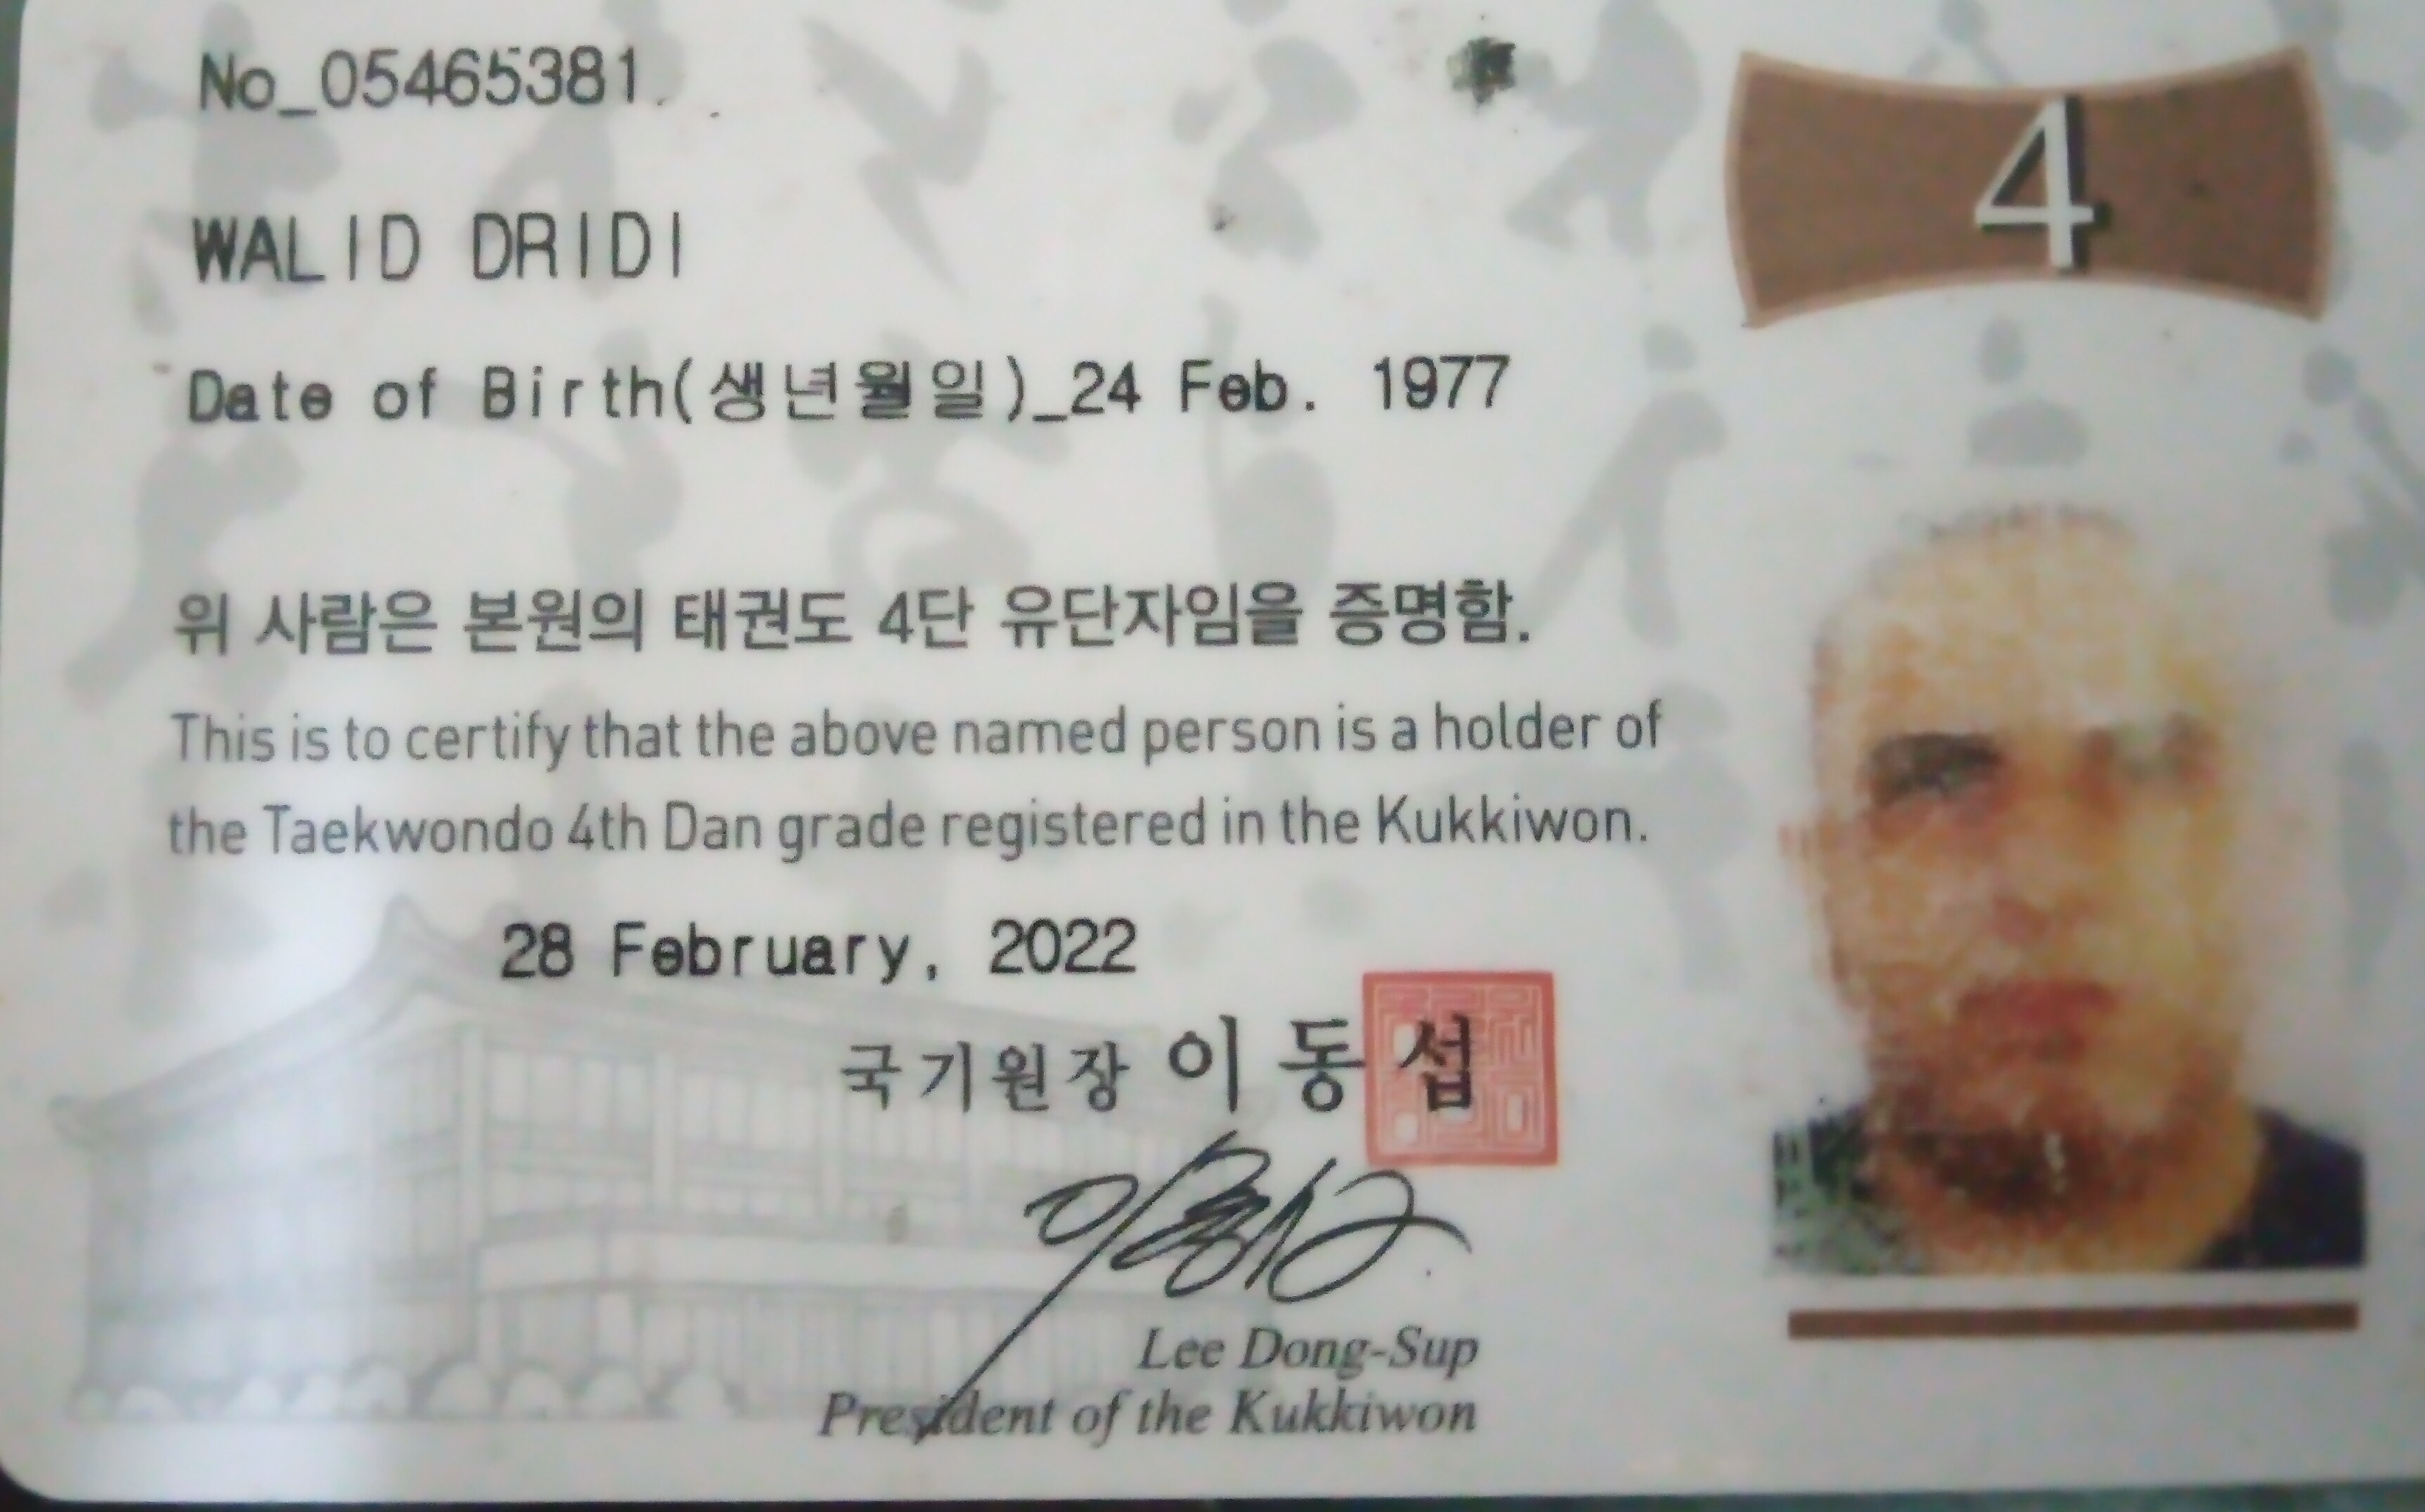 No_05465381.
4
WALID DRIDI
Date of Birth(생년월일)_24 Feb. 1977
위 사람은 본원의 태권도 4단 유단자임을 증명함.
This is to certify that the above named person is a holder of
the Taekwondo 4th Dan grade registered in the Kukkiwon.
28 February, 2022
국기원장 이동섭
Lee Dong-Sup
President of the Kukkiwon